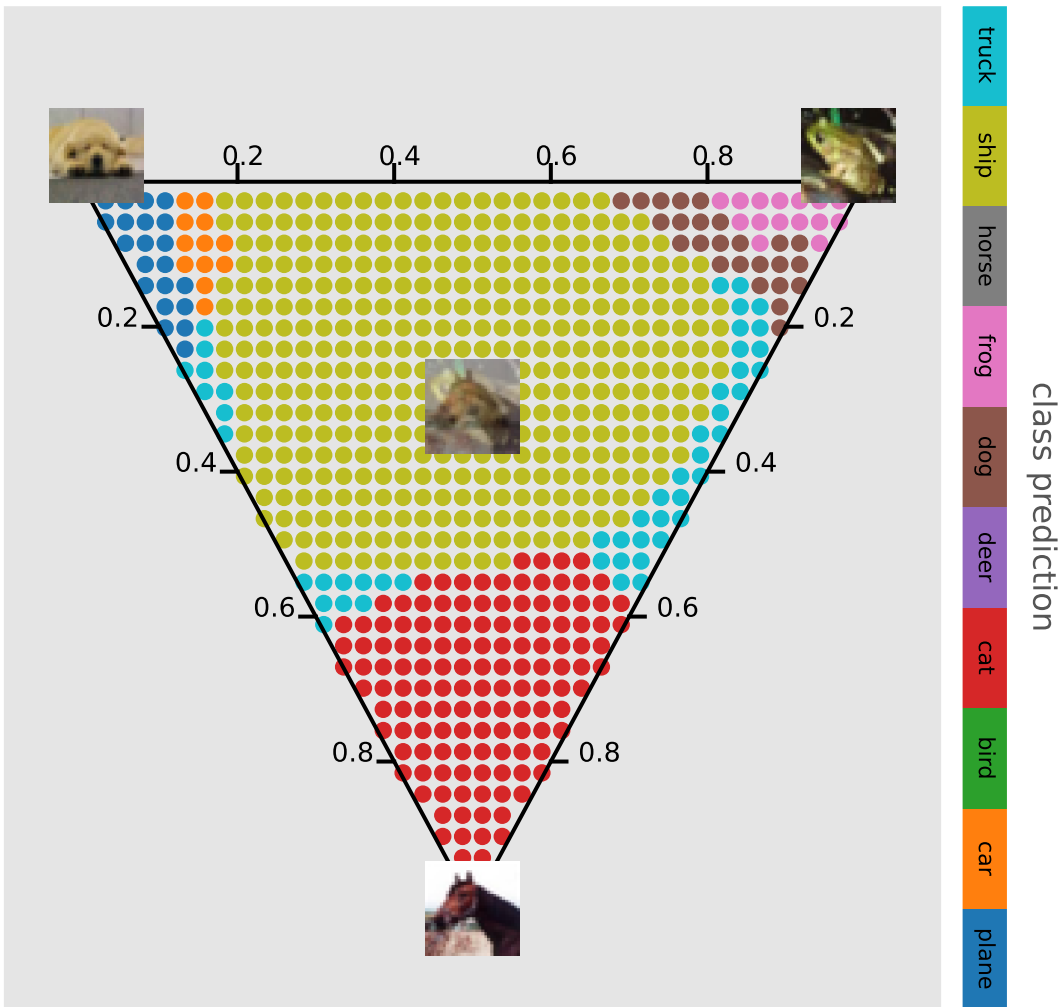 0.2 0.4 0.6 0.8
0.2 0.2
0.4 0.4
0.6 0.6
0.8 0.8
truck
ship
horse
frog
dog
deer
cat
bird
car
plane
class prediction